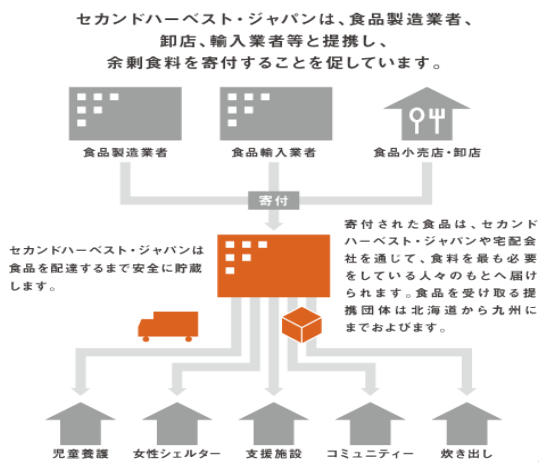 セカンドハーベスト・ジャパンは、食品製造業者、
卸店、輸入業者等と提携し、
余剰食料を寄付することを促しています。
食品製造業者
食品輸入業者
食品小売店・卸店
寄付
セカンドハーベスト・ジャパンは
食品を配達するまで安全に貯蔵
します。
寄付された食品は、セカンド
ハーベスト・ジャパンや宅配会
社を通じて、食料を最も必要
をしている人々のもとへ届け
られます。食品を受け取る提
携団体は北海道から九州に
までおよびます。
児童養護
女性シェルター
支援施設
コミュニティー
炊き出し